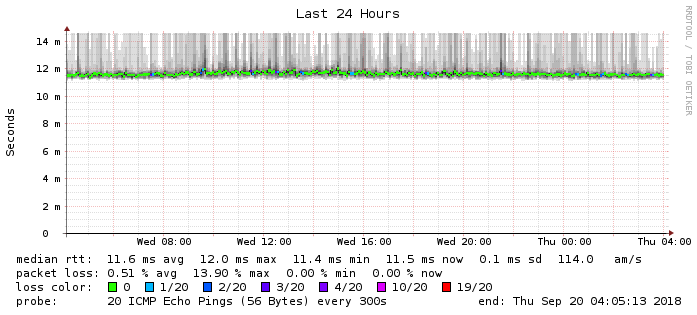 Last 24 Hours
RRDTOOL / TOBI OETIKER
Seconds
14 m
12 m
10 m
8 m
6 m
4 m
2 m
0
Wed 08:00 Wed 12:00 Wed 16:00 Wed 20:00 Thu 00:00 Thu 04:00
median rtt: 11.6 ms avg 12.0 ms max 11.4 ms min 11.5 ms now 0.1 ms sd 114.0 am/s
packet loss: 0.51 % avg 13.90 % max 0.00 % min 0.00 % now
loss color: 0 1/20 2/20 3/20 4/20 10/20 19/20
probe: 20 ICMP Echo Pings (56 Bytes) every 300s end: Thu Sep 20 04:05:13 2018